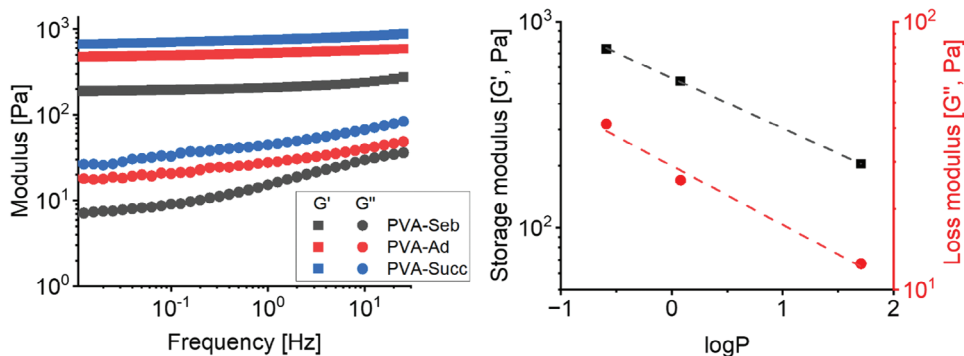 Modulus [Pa]
10³
10²
10¹
10⁰
10⁻¹ 10⁰ 10¹
Frequency [Hz]
G' G"
PVA-Seb
PVA-Ad
PVA-Succ
Storage modulus [G', Pa]
10³
10²
−1 0 1 2
logP
10²
10¹
Loss modulus [G", Pa]